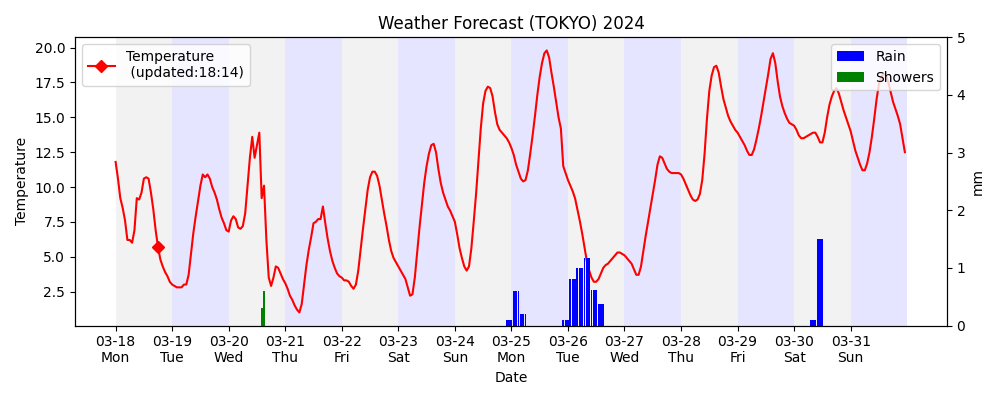 Weather Forecast (TOKYO) 2024
Temperature
(updated:18:14)
Rain
Showers
Temperature
20.0
17.5
15.0
12.5
10.0
7.5
5.0
2.5
5
4
3
2
1
0
mm
03-18 03-19 03-20 03-21 03-22 03-23 03-24 03-25 03-26 03-27 03-28 03-29 03-30 03-31
Mon Tue Wed Thu Fri Sat Sun Mon Tue Wed Thu Fri Sat Sun
Date